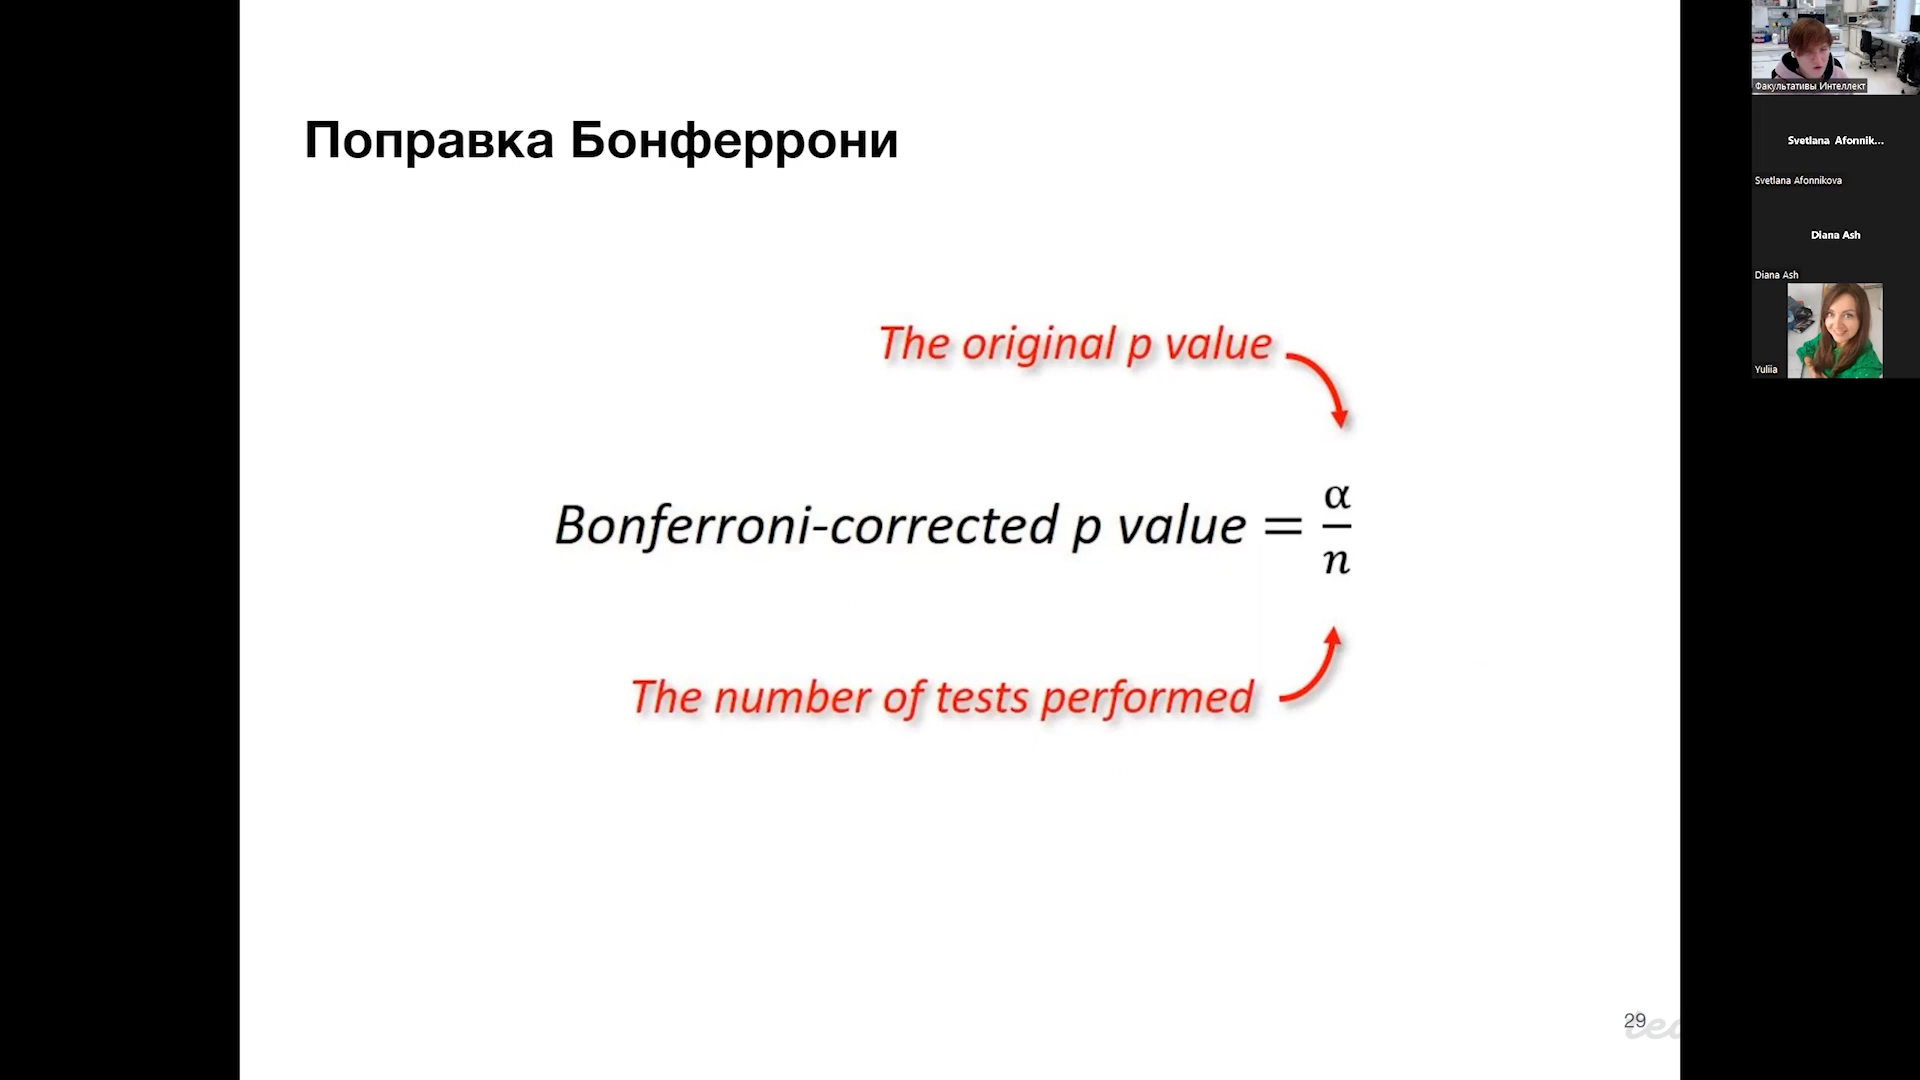 Поправка Бонферрони
The original p value
Bonferroni-corrected p value = α/n
The number of tests performed
29
Факультативы Интеллект
Svetlana Afonnik...
Svetlana Afonnikova
Diana Ash
Diana Ash
Yuliia